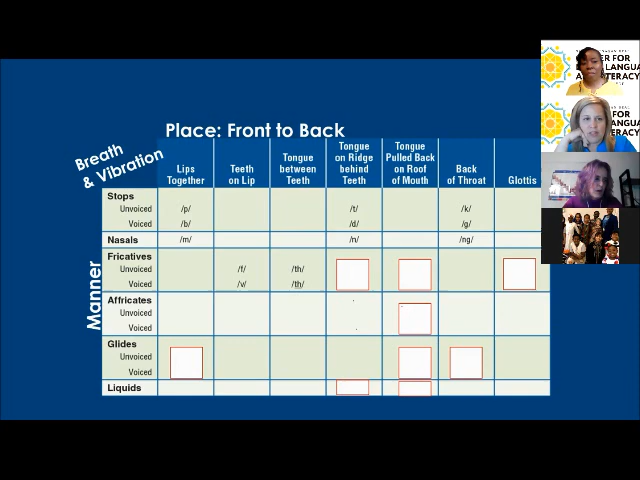 Place: Front to Back
Breath
& Vibration
Manner
Lips Together
Teeth on Lip
Tongue between Teeth
Tongue on Ridge behind Teeth
Tongue Pulled Back on Roof of Mouth
Back of Throat
Glottis
Stops
Unvoiced /p/ /t/ /k/
Voiced /b/ /d/ /g/
Nasals /m/ /n/ /ng/
Fricatives
Unvoiced /f/ /th/
Voiced /v/ /th/
Affricates
Unvoiced
Voiced
Glides
Unvoiced
Voiced
Liquids